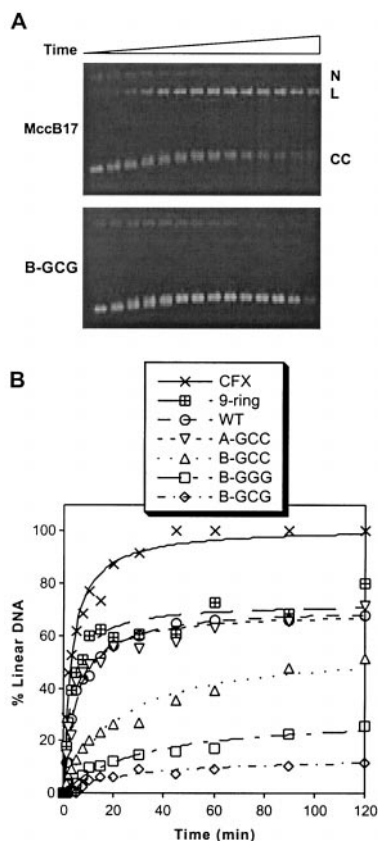 A
Time
N
L
MccB17
CC
B-GCG
B
CFX
9-ring
WT
A-GCC
B-GCC
B-GGG
B-GCG
% Linear DNA
100
80
60
40
20
0
0 20 40 60 80 100 120
Time (min)